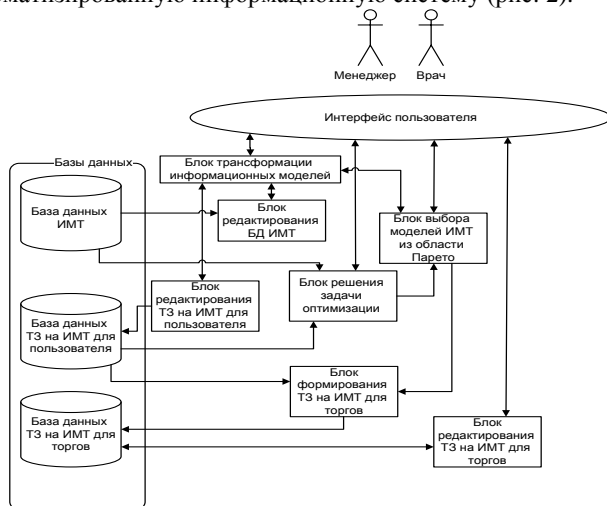 матизированную информационную систему (рис. 2).
Менеджер
Врач
Интерфейс пользователя
Базы данных
Блок трансформации
информационных моделей
База данных
ИМТ
Блок
редактирования
БД ИМТ
Блок выбора
моделей ИМТ
из области
Парето
Блок
редактирования
ТЗ на ИМТ для
пользователя
Блок решения
задачи
оптимизации
База данных
ТЗ на ИМТ для
пользователя
Блок
формирования
ТЗ на ИМТ для
торгов
База данных
ТЗ на ИМТ для
торгов
Блок
редактирования
ТЗ на ИМТ для
торгов